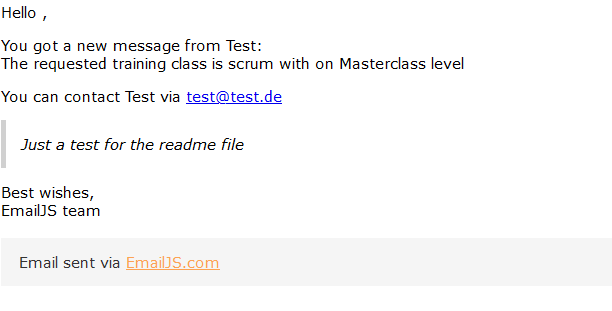 Hello ,
You got a new message from Test:
The requested training class is scrum with on Masterclass level
You can contact Test via test@test.de
Just a test for the readme file
Best wishes,
EmailJS team
Email sent via EmailJS.com